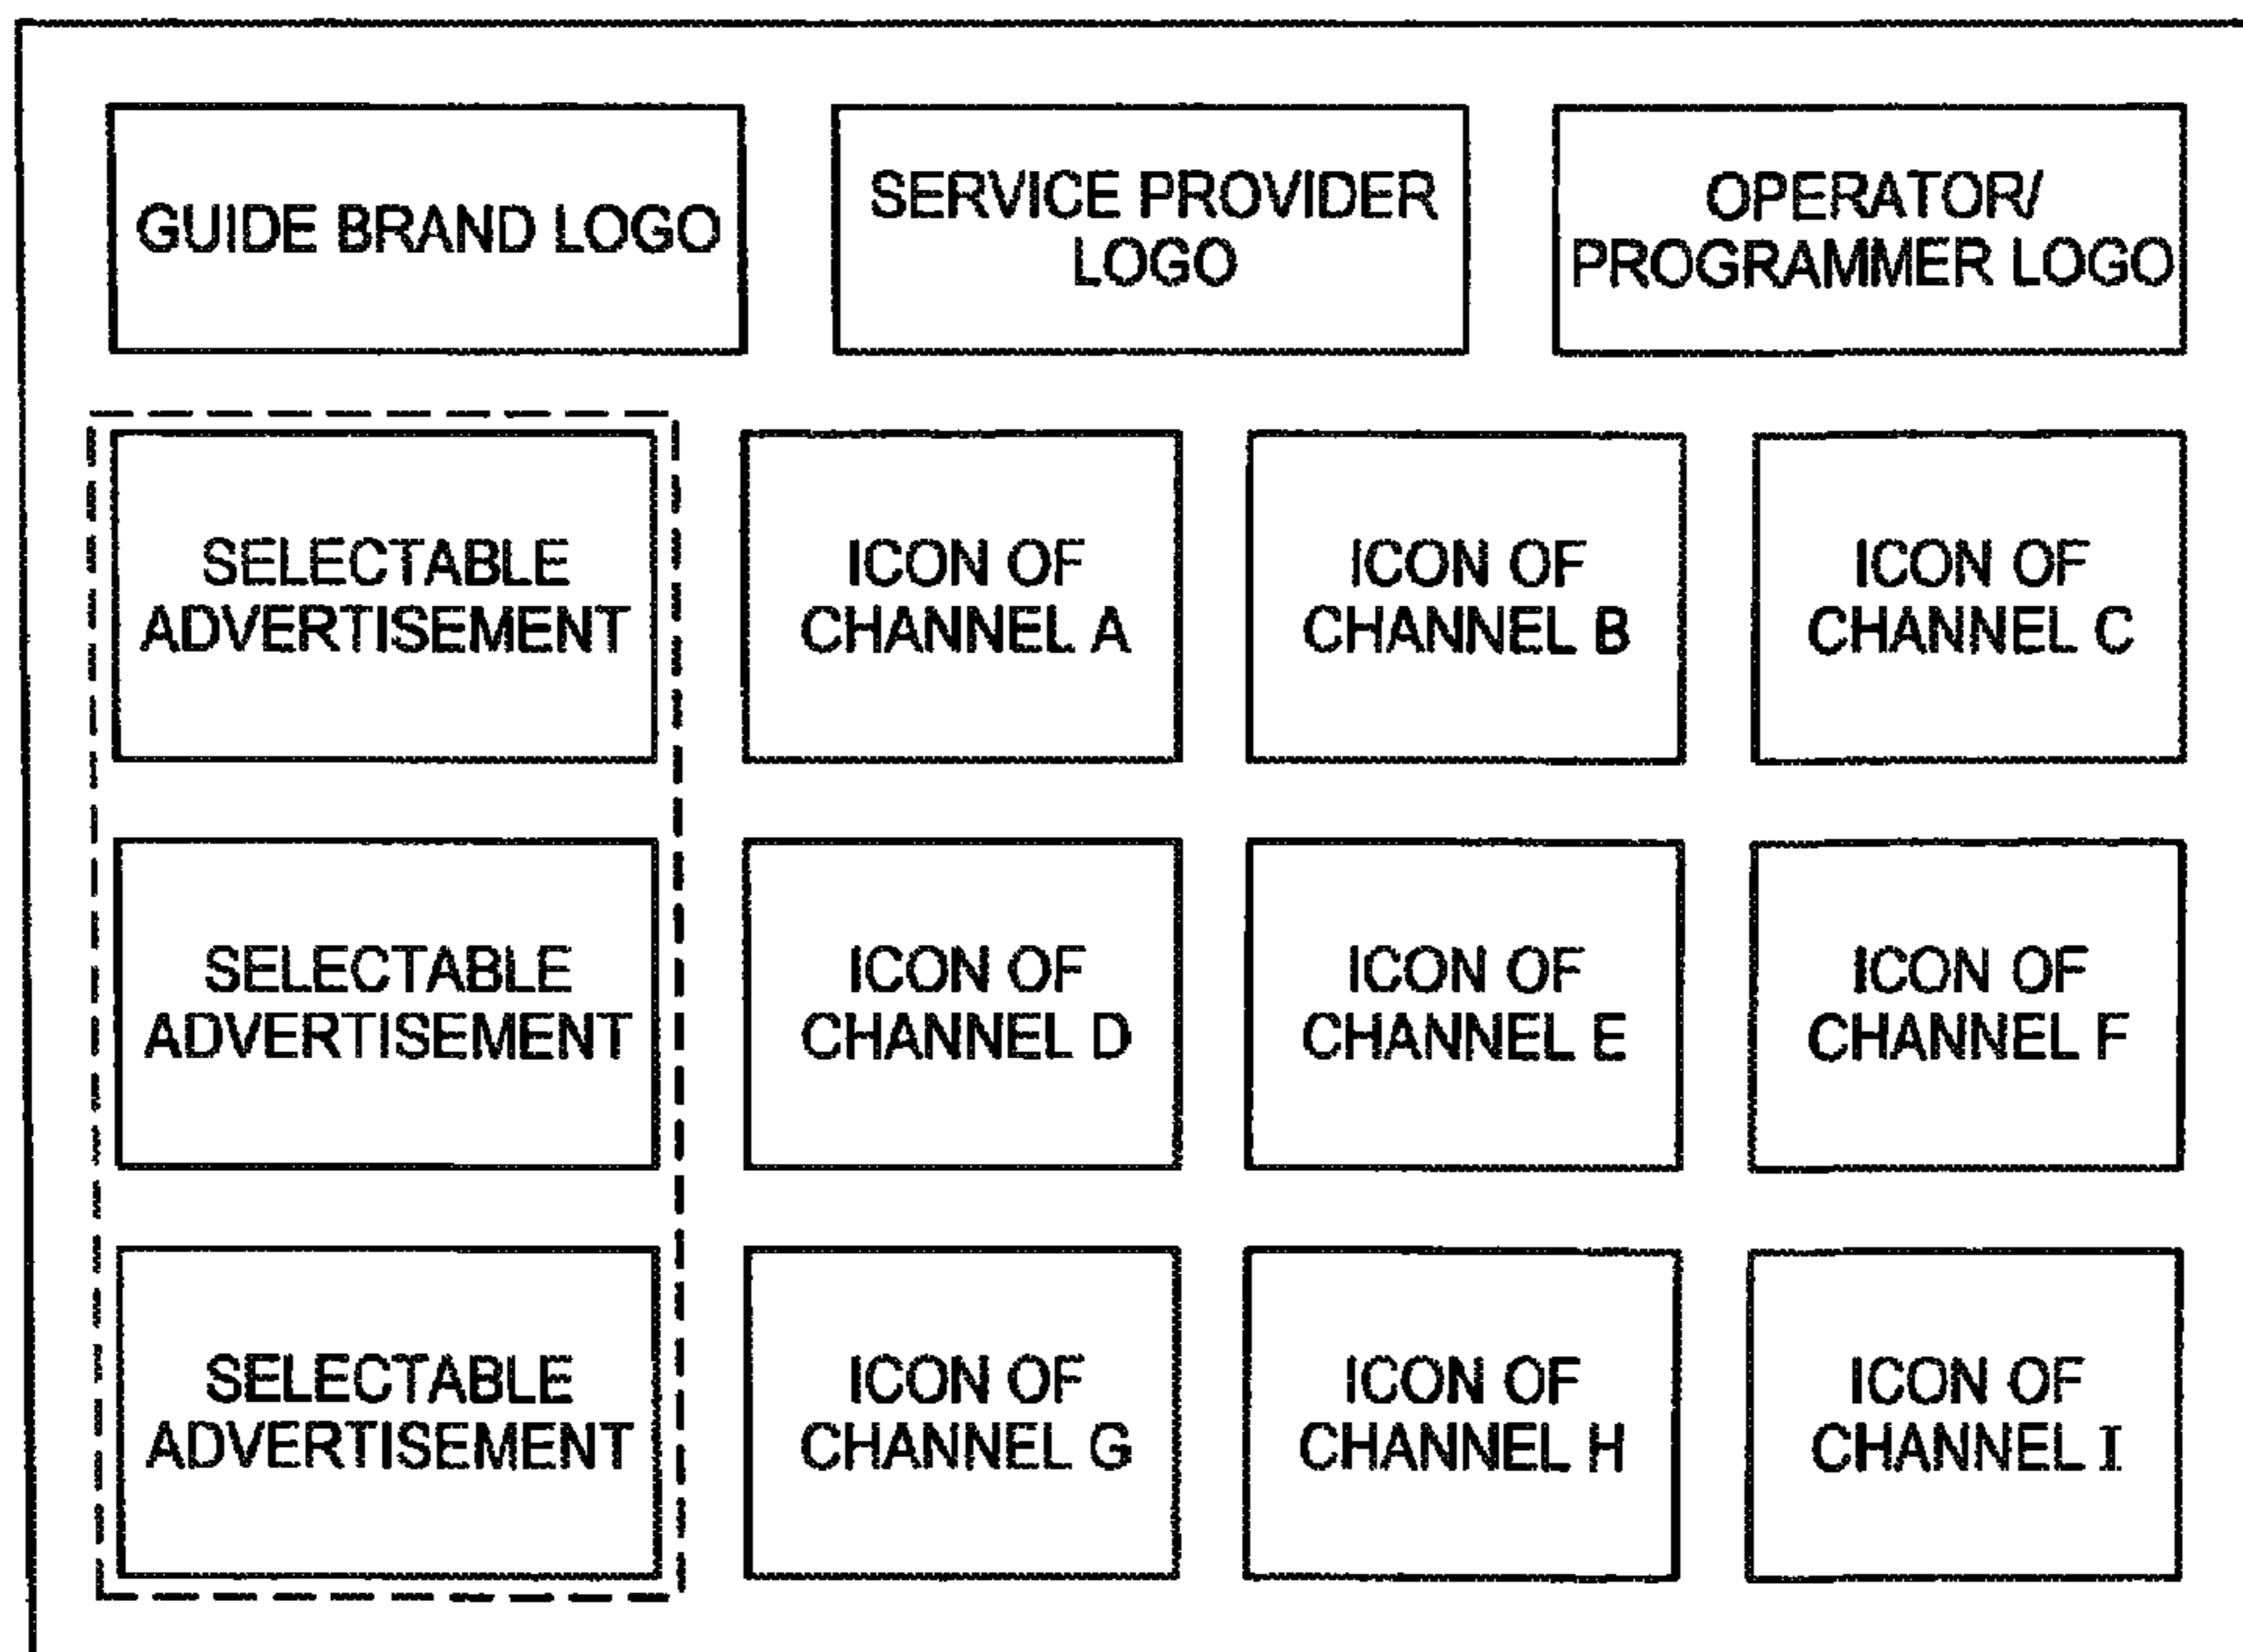 GUIDE BRAND LOGO
SERVICE PROVIDER
LOGO
OPERATOR/
PROGRAMMER LOGO
SELECTABLE
ADVERTISEMENT
ICON OF
CHANNEL A
ICON OF
CHANNEL B
ICON OF
CHANNEL C
SELECTABLE
ADVERTISEMENT
ICON OF
CHANNEL D
ICON OF
CHANNEL E
ICON OF
CHANNEL F
SELECTABLE
ADVERTISEMENT
ICON OF
CHANNEL G
ICON OF
CHANNEL H
ICON OF
CHANNEL I